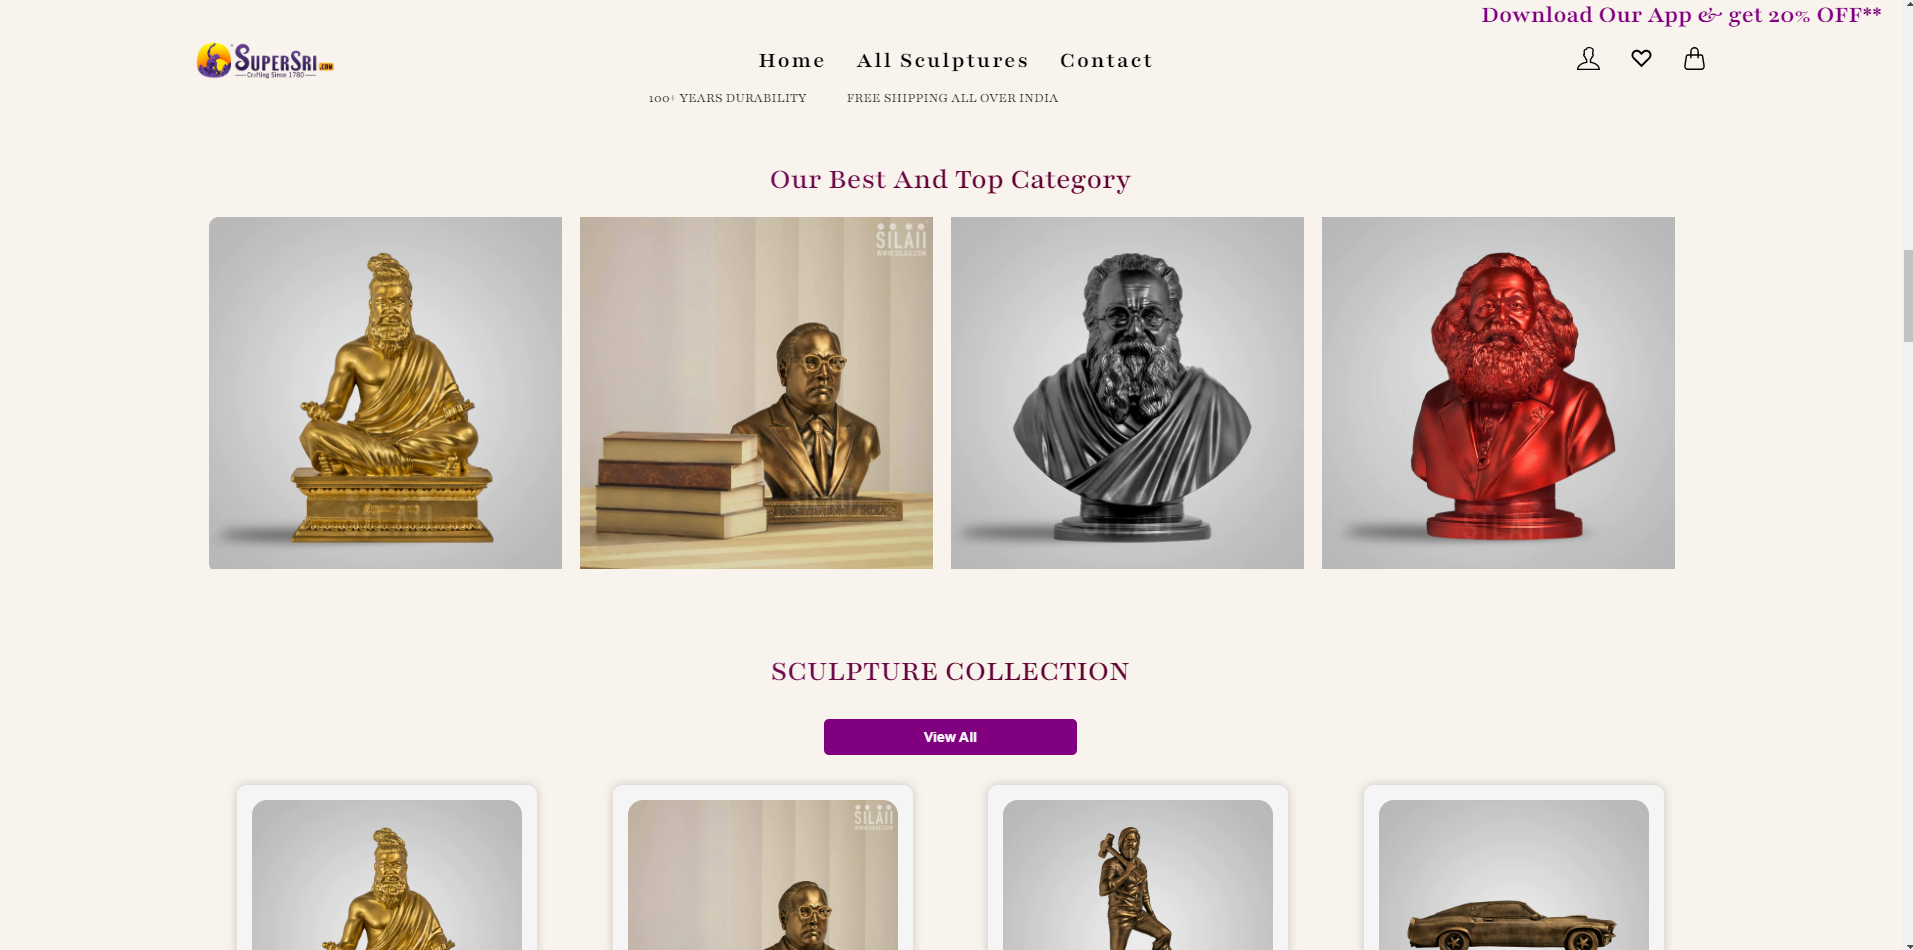 Download Our App & get 20% OFF**
SUPERSRI.COM
Crafting Since 1780
Home All Sculptures Contact
100+ YEARS DURABILITY FREE SHIPPING ALL OVER INDIA
Our Best And Top Category
SILAII
WWW.SILAII.COM
SILAII
SILAII
SCULPTURE COLLECTION
View All
SILAII
WWW.SILAII.COM